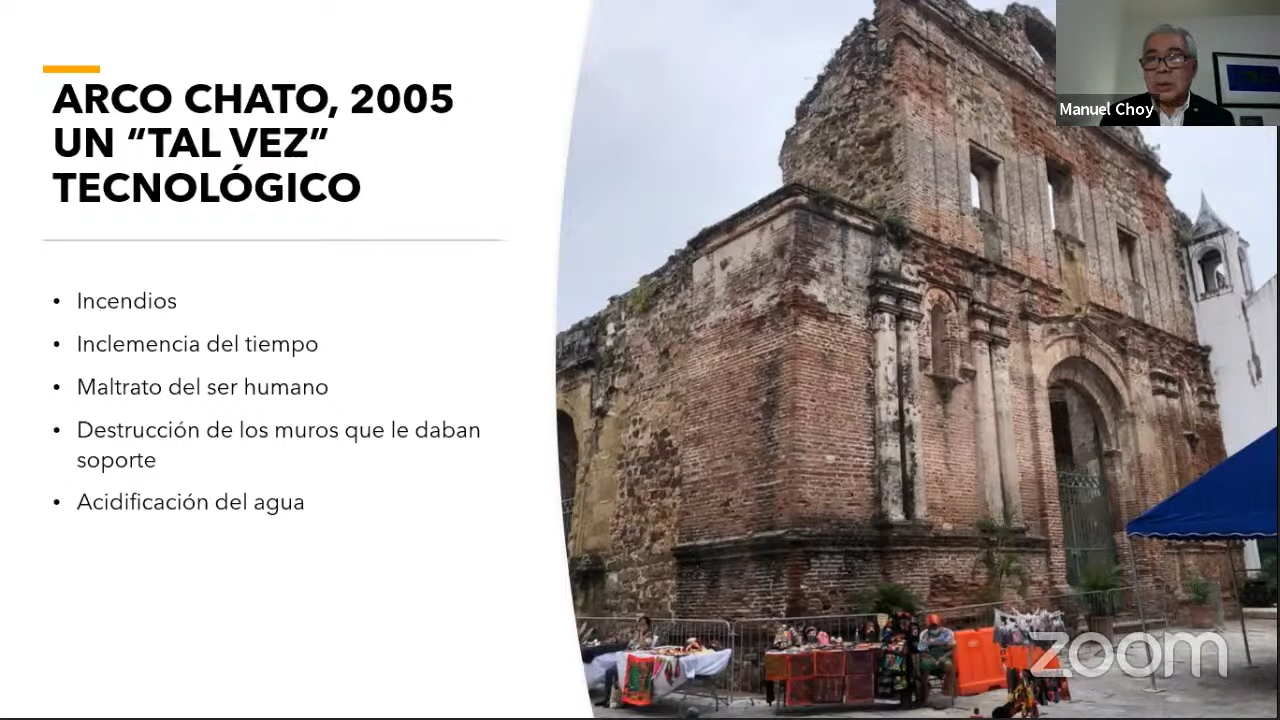 ARCO CHATO, 2005
UN “TAL VEZ”
TECNOLÓGICO
• Incendios
• Inclemencia del tiempo
• Maltrato del ser humano
• Destrucción de los muros que le daban
soporte
• Acidificación del agua
Manuel Choy
zoom